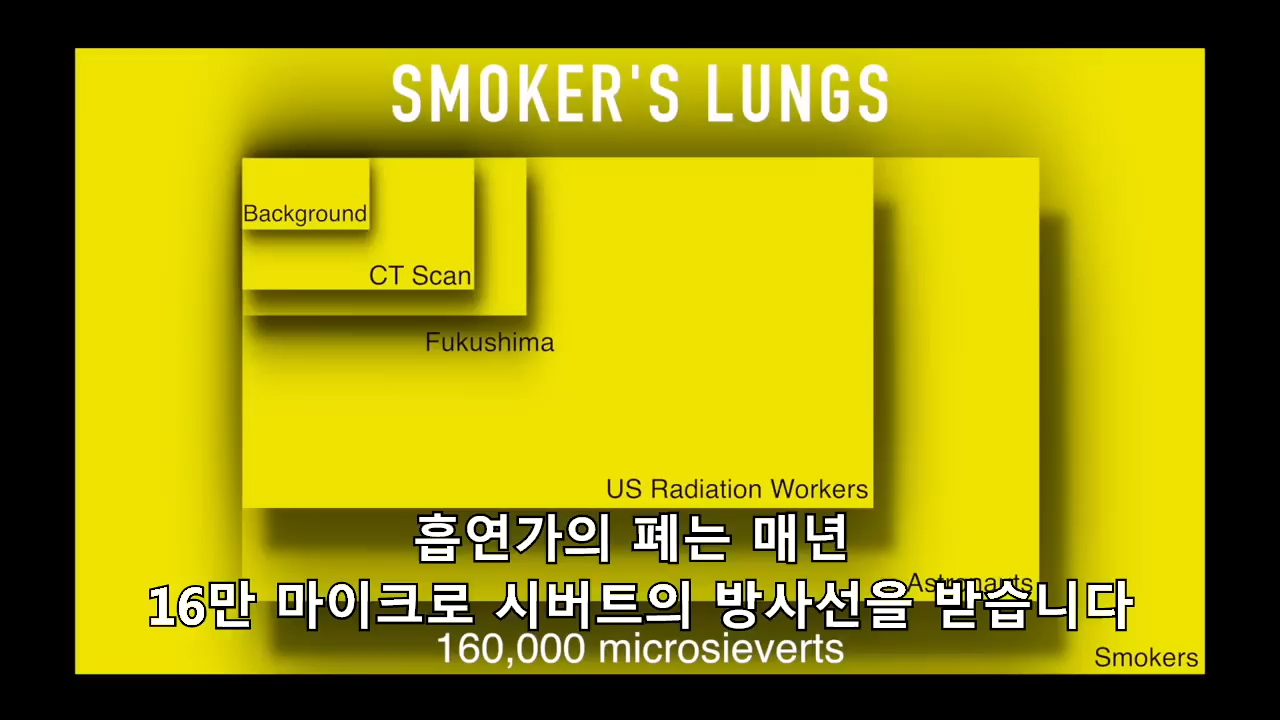 SMOKER'S LUNGS
Background
CT Scan
Fukushima
US Radiation Workers
흡연가의 폐는 매년
Astronauts
16만 마이크로 시버트의 방사선을 받습니다
160,000 microsieverts
Smokers